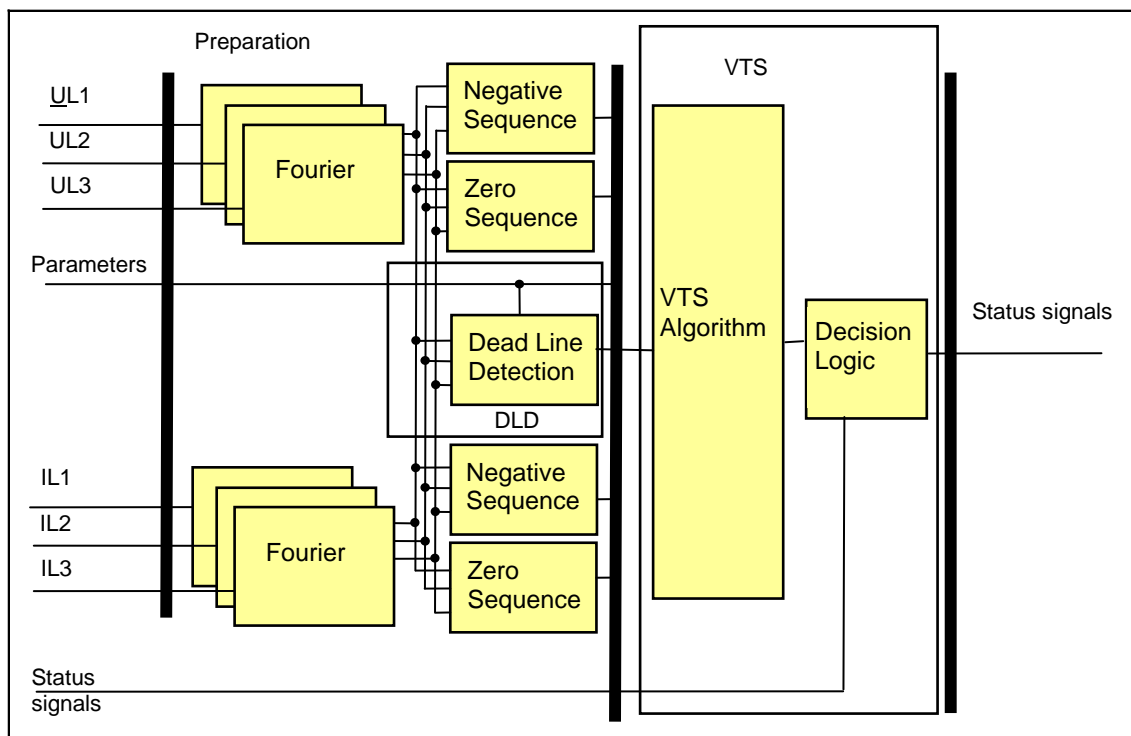 Preparation
UL1
UL2
UL3
Fourier
Negative
Sequence
Zero
Sequence
Parameters
Dead Line
Detection
DLD
IL1
IL2
IL3
Fourier
Negative
Sequence
Zero
Sequence
Status
signals
VTS
VTS
Algorithm
Decision
Logic
Status signals